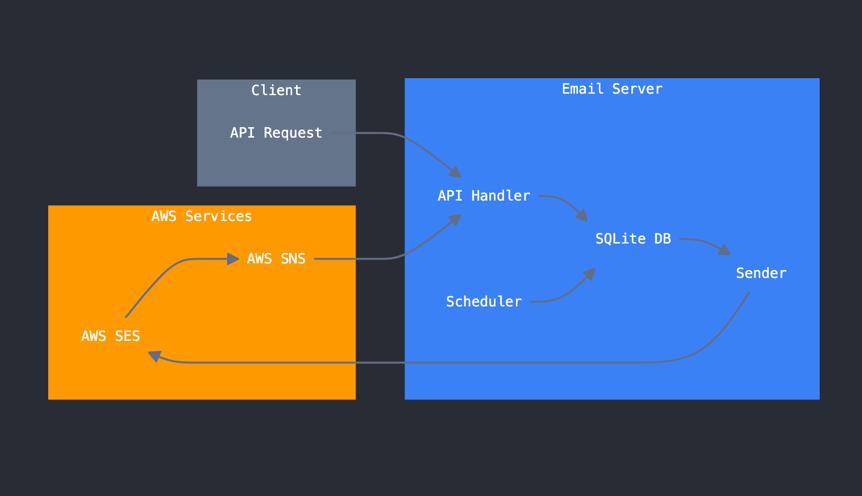 Client
API Request
Email Server
API Handler
SQLite DB
Sender
Scheduler
AWS Services
AWS SNS
AWS SES